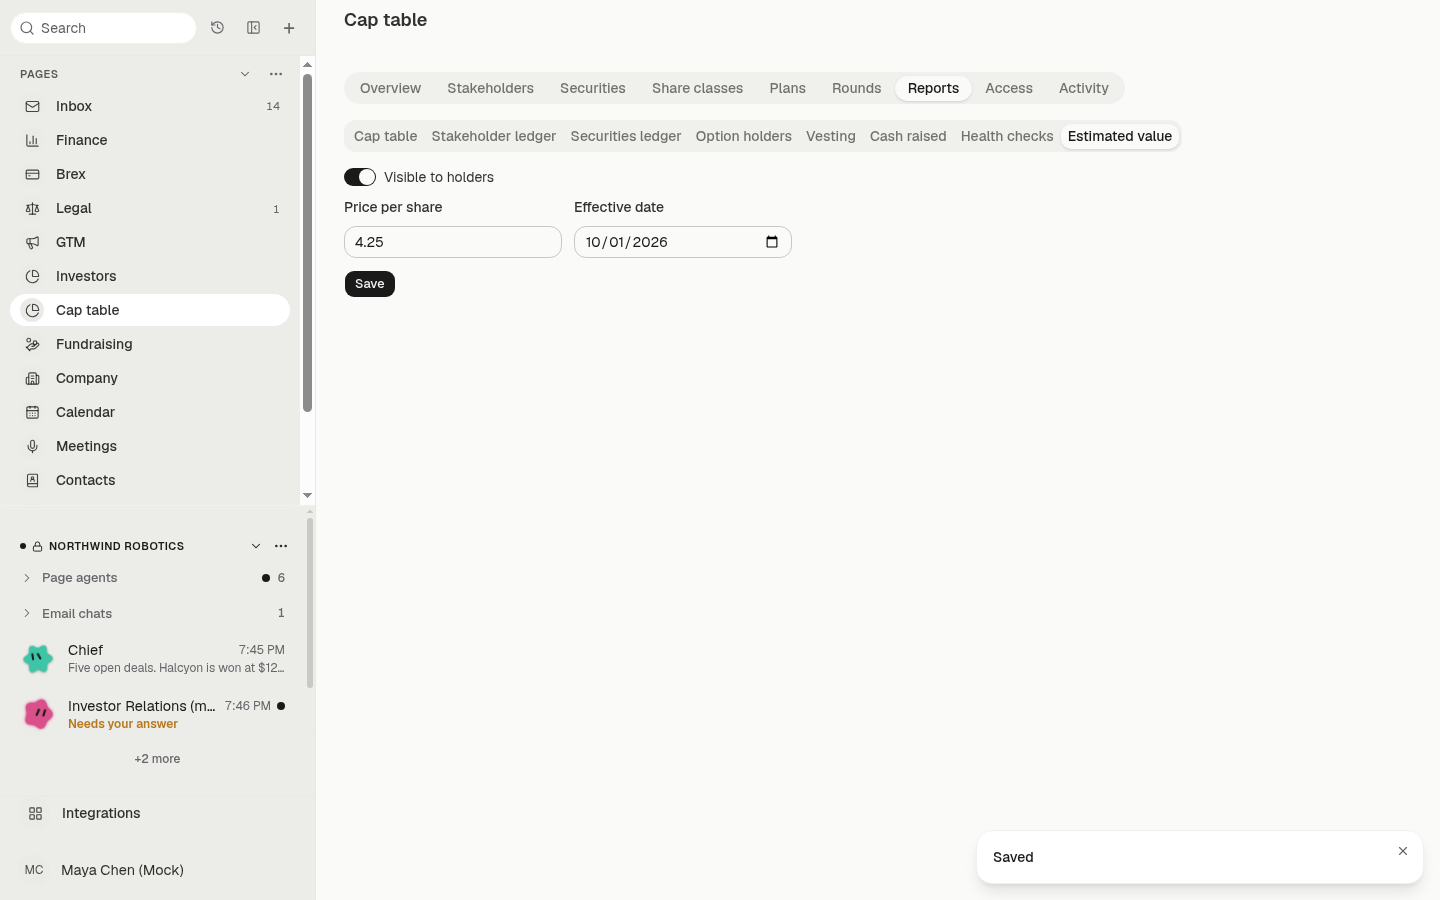 Search
PAGES
Inbox 14
Finance
Brex
Legal 1
GTM
Investors
Cap table
Fundraising
Company
Calendar
Meetings
Contacts
NORTHWIND ROBOTICS
Page agents 6
Email chats 1
Chief 7:45 PM
Five open deals. Halcyon is won at $12...
Investor Relations (m... 7:46 PM
Needs your answer
+2 more
Integrations
MC Maya Chen (Mock)
Cap table
Overview Stakeholders Securities Share classes Plans Rounds Reports Access Activity
Cap table Stakeholder ledger Securities ledger Option holders Vesting Cash raised Health checks Estimated value
Visible to holders
Price per share Effective date
4.25 10/01/2026
Save
Saved